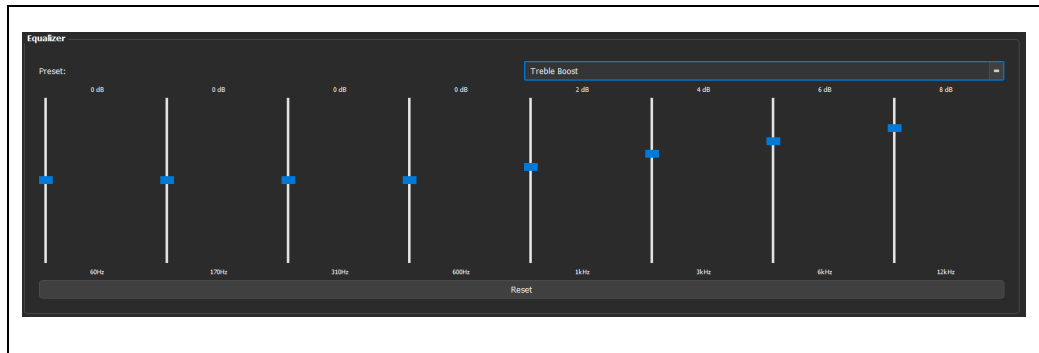 Equalizer
Preset: Treble Boost
0 dB 0 dB 0 dB 0 dB 2 dB 4 dB 6 dB 8 dB
60Hz 170Hz 310Hz 600Hz 1kHz 3kHz 6kHz 12kHz
Reset